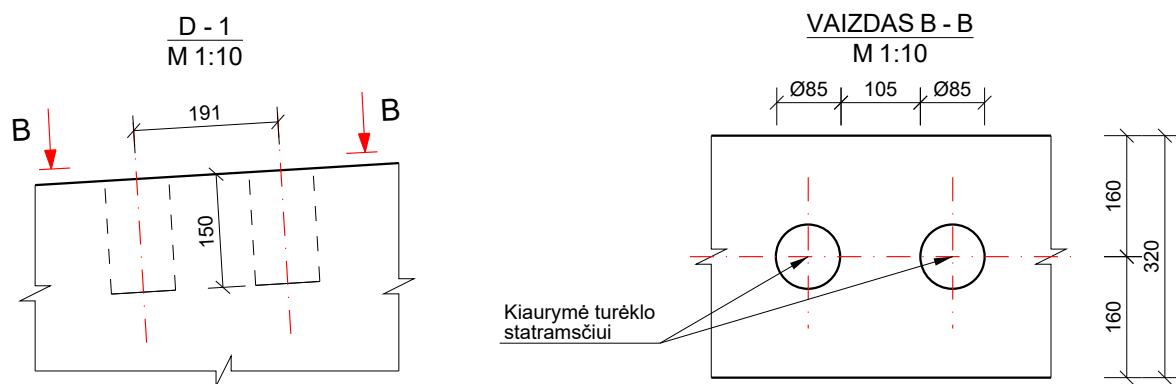 D - 1
M 1:10
B
B
191
150
VAIZDAS B - B
M 1:10
Ø85
105
Ø85
160
320
160
Kiaurymė turėklo
statramsčiui